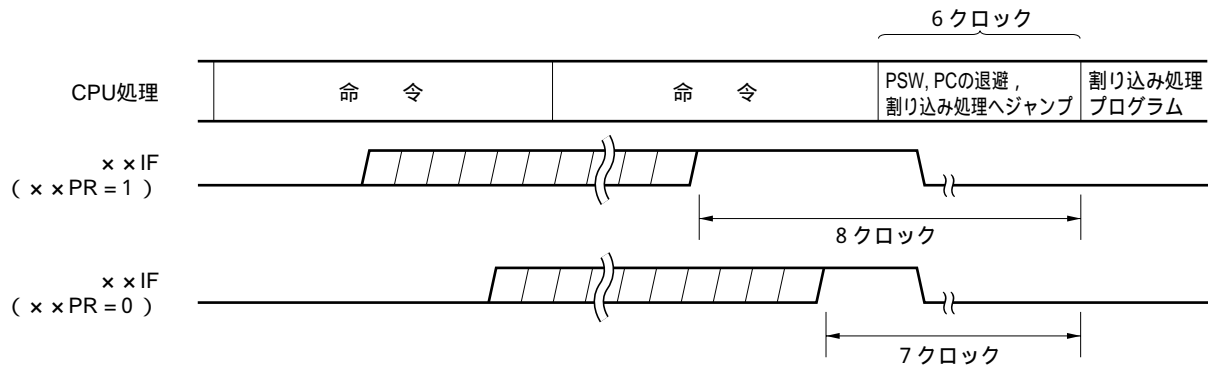 6 クロック
CPU処理
命　令
命　令
PSW, PCの退避 ,
割り込み処理へジャンプ
割り込み処理
プログラム
××IF
( ××PR = 1 )
8 クロック
××IF
( ××PR = 0 )
7 クロック